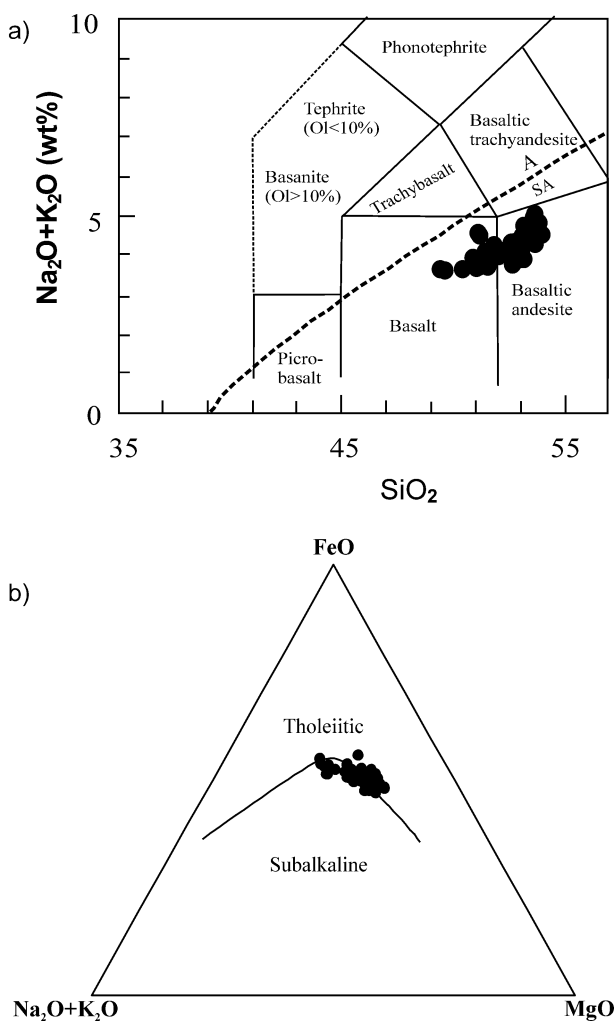 a)
Na₂O+K₂O (wt%)
10
5
0
Phonotephrite
Tephrite
(Ol<10%)
Basaltic
trachyandesite
Basanite
(Ol>10%)
Trachybasalt
A
SA
Basaltic
andesite
Basalt
Picro-
basalt
35
45
55
SiO₂
b)
FeO
Tholeiitic
Subalkaline
Na₂O+K₂O
MgO